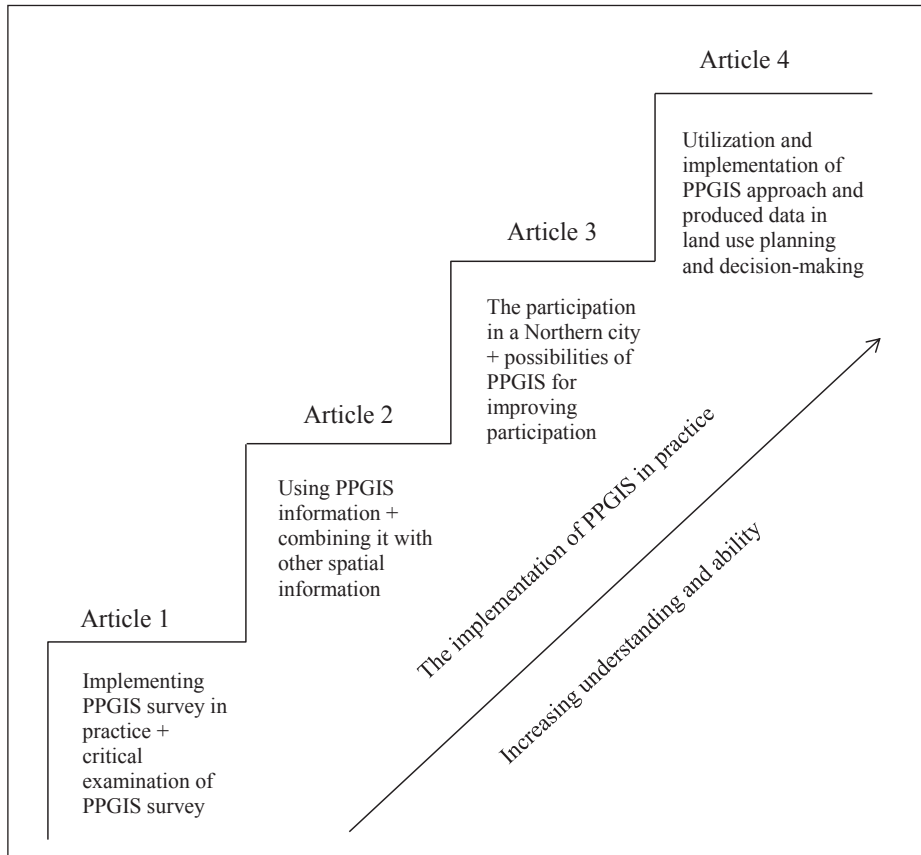 Article 4
Utilization and
implementation of
PPGIS approach and
produced data in
land use planning
and decision-making
Article 3
The participation
in a Northern city
+ possibilities of
PPGIS for
improving
participation
Article 2
Using PPGIS
information +
combining it with
other spatial
information
Article 1
Implementing
PPGIS survey in
practice +
critical
examination of
PPGIS survey
The implementation of PPGIS in practice
Increasing understanding and ability